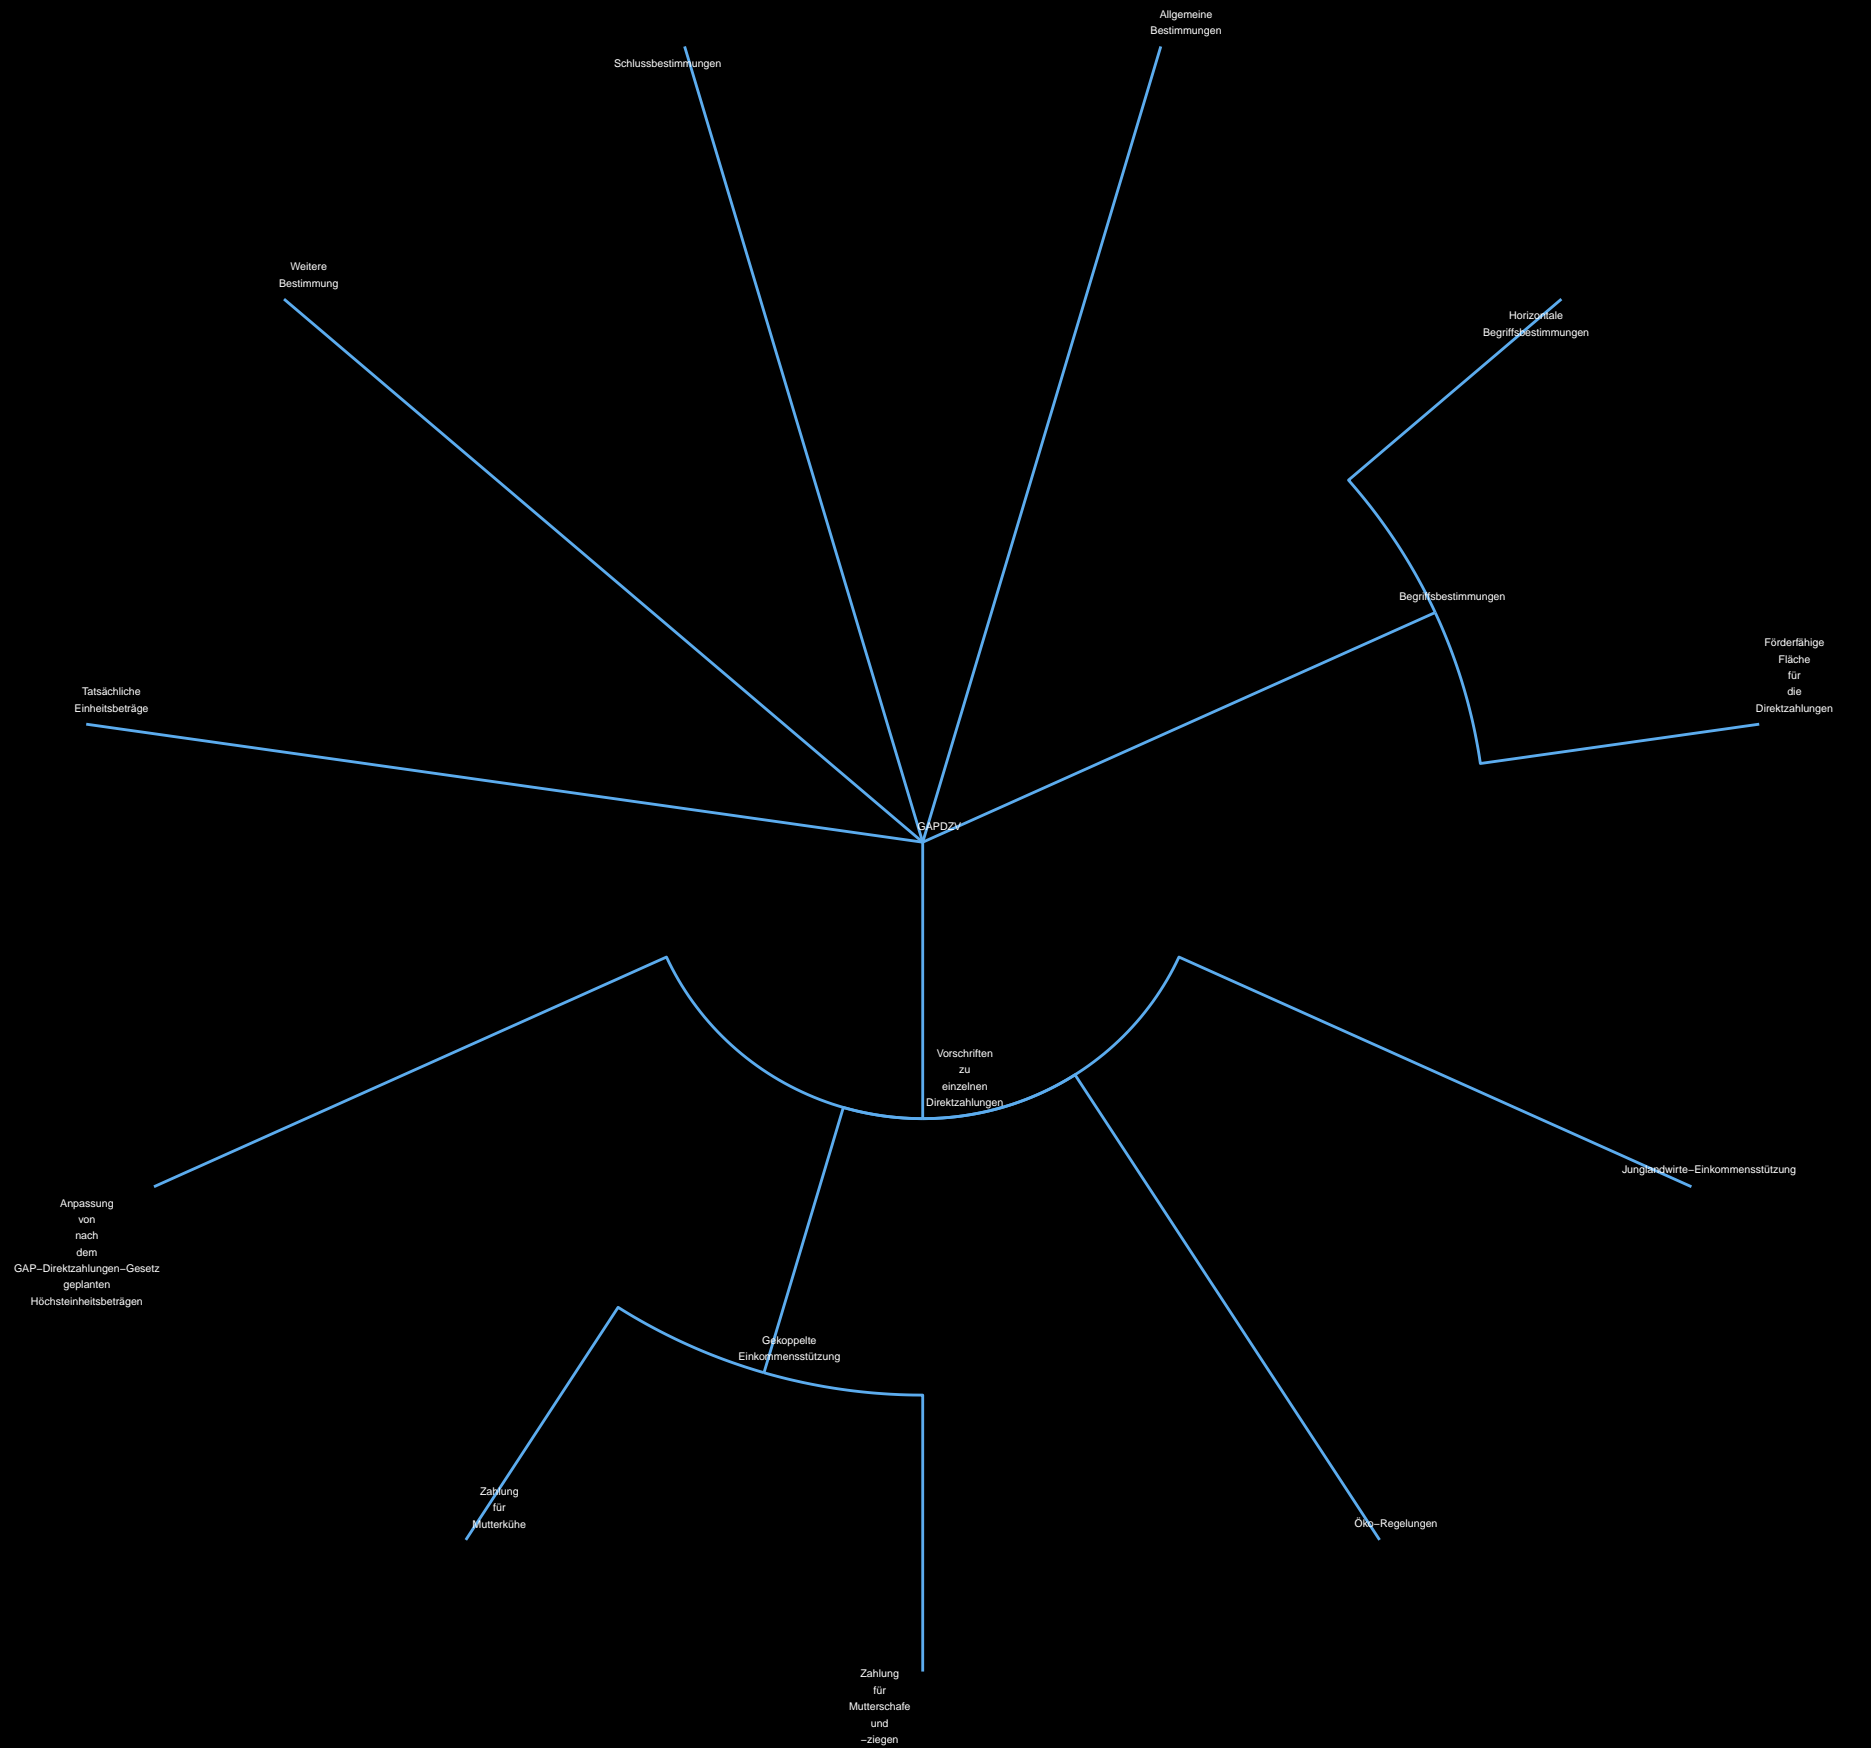 Allgemeine
Bestimmungen
Schlussbestimmungen
Weitere
Bestimmung
Horizontale
Begriffsbestimmungen
Begriffsbestimmungen
Förderfähige
Fläche
für
die
Direktzahlungen
Tatsächliche
Einheitsbeträge
GAPDZV
Vorschriften
zu
einzelnen
Direktzahlungen
Junglandwirte−Einkommensstützung
Anpassung
von
nach
dem
GAP−Direktzahlungen−Gesetz
geplanten
Höchsteinheitsbeträgen
Gekoppelte
Einkommensstützung
Zahlung
für
Mutterkühe
Öko−Regelungen
Zahlung
für
Mutterschafe
und
−ziegen